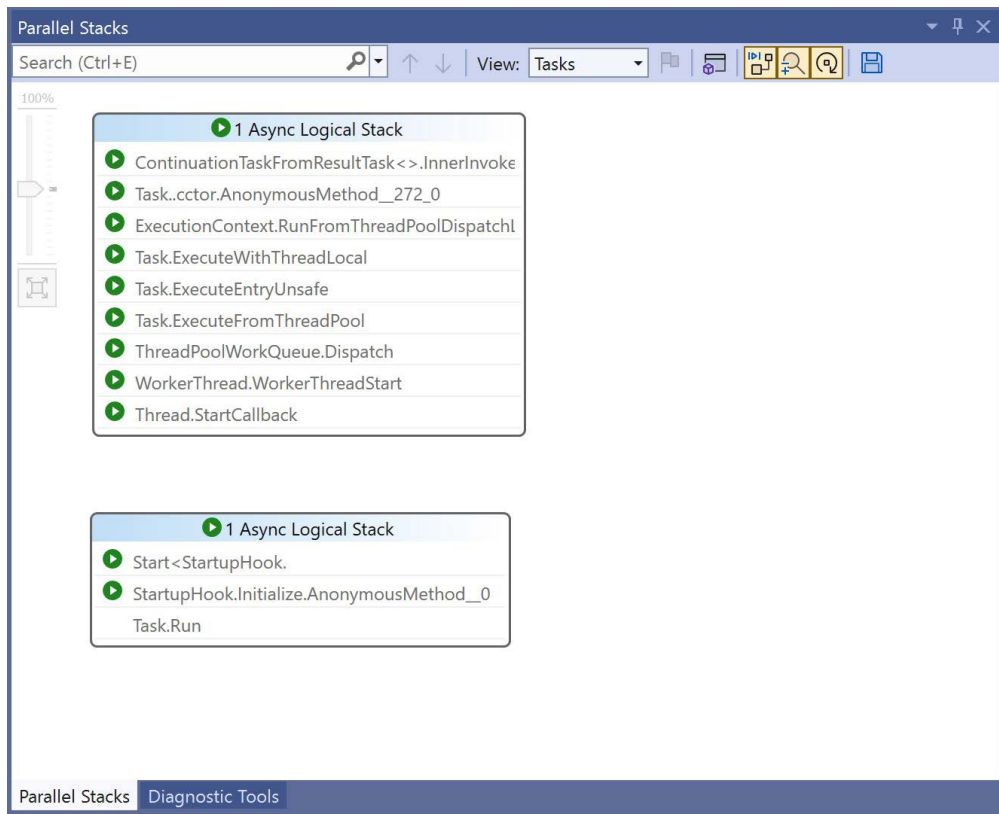 Parallel Stacks
Search (Ctrl+E) View: Tasks
100%
1 Async Logical Stack
ContinuationTaskFromResultTask<>.InnerInvoke
Task..cctor.AnonymousMethod__272_0
ExecutionContext.RunFromThreadPoolDispatchL
Task.ExecuteWithThreadLocal
Task.ExecuteEntryUnsafe
Task.ExecuteFromThreadPool
ThreadPoolWorkQueue.Dispatch
WorkerThread.WorkerThreadStart
Thread.StartCallback
1 Async Logical Stack
Start<StartupHook.
StartupHook.Initialize.AnonymousMethod__0
Task.Run
Parallel Stacks Diagnostic Tools